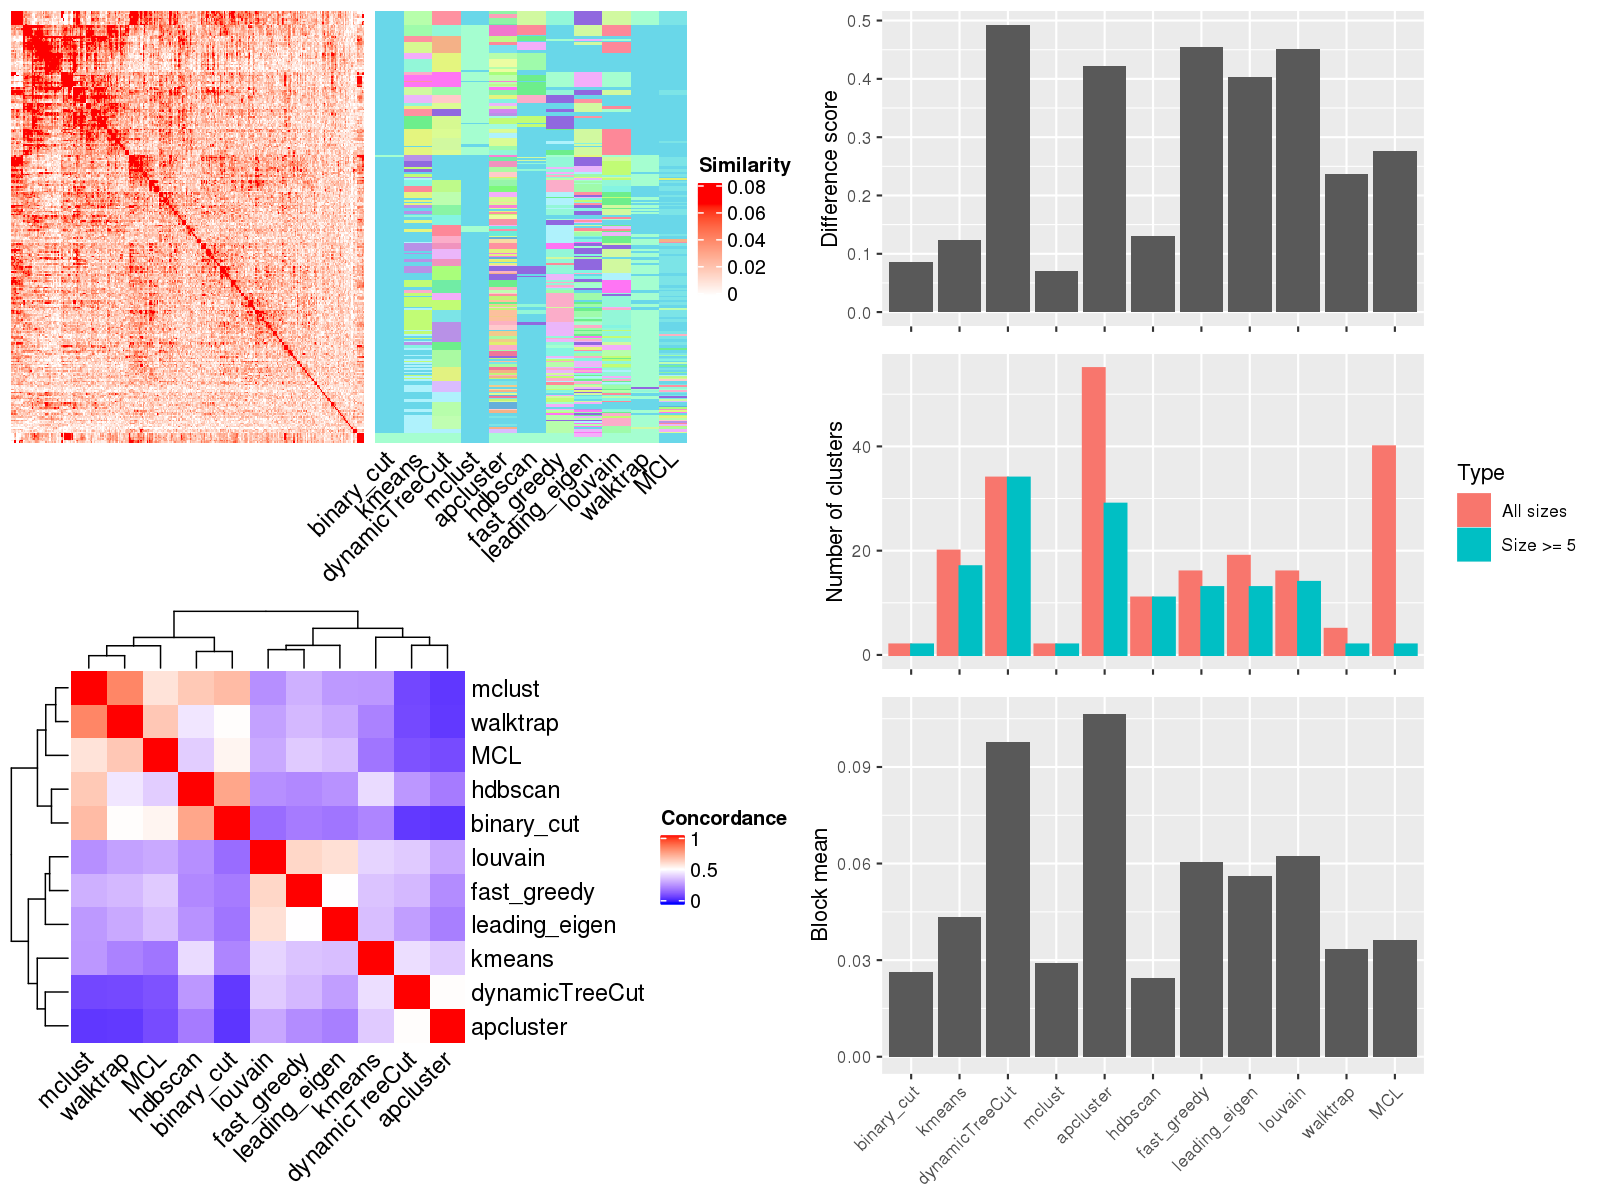 Similarity
0.08
0.06
0.04
0.02
0
binary_cut
kmeans
dynamicTreeCut
mclust
apcluster
hdbscan
fast_greedy
leading_eigen
louvain
walktrap
MCL
mclust
walktrap
MCL
hdbscan
binary_cut
louvain
fast_greedy
leading_eigen
kmeans
dynamicTreeCut
apcluster
mclust
walktrap
MCL
hdbscan
binary_cut
louvain
fast_greedy
leading_eigen
kmeans
dynamicTreeCut
apcluster
Concordance
1
0.5
0
Difference score
0.5
0.4
0.3
0.2
0.1
0.0
Number of clusters
40
20
0
Type
All sizes
Size >= 5
Block mean
0.09
0.06
0.03
0.00
binary_cut
kmeans
dynamicTreeCut
mclust
apcluster
hdbscan
fast_greedy
leading_eigen
louvain
walktrap
MCL